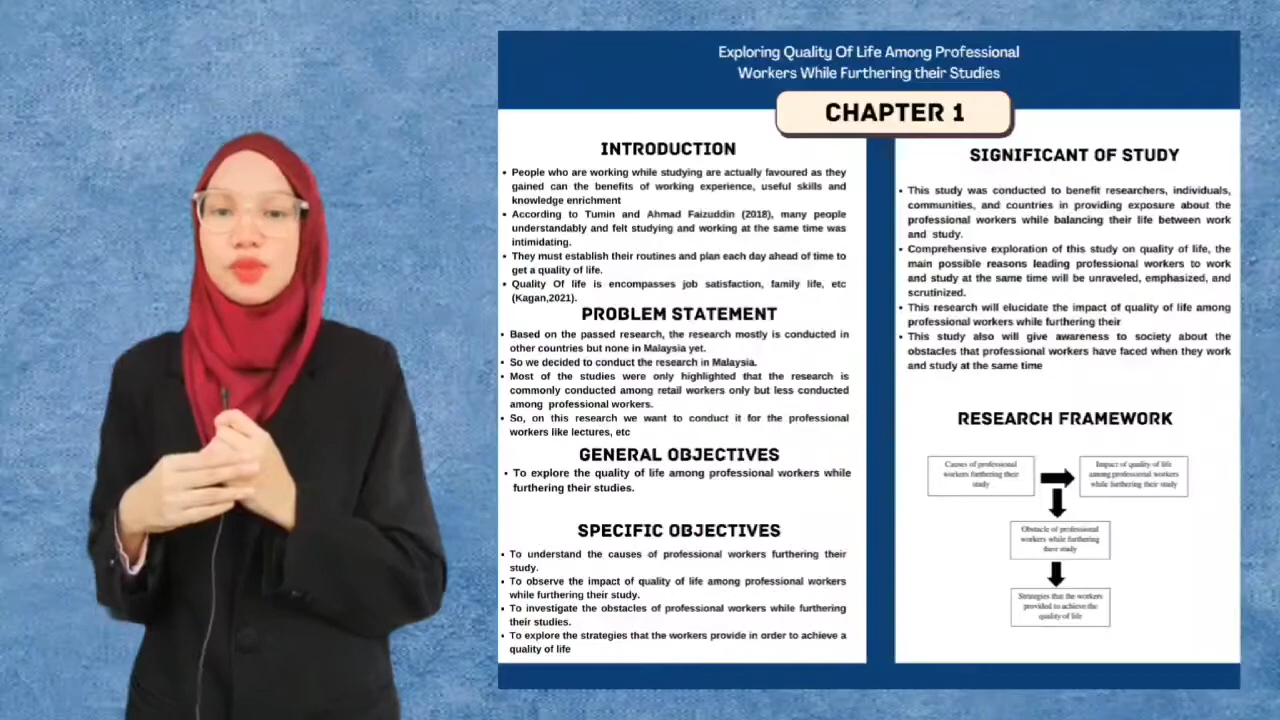 Exploring Quality Of Life Among Professional
Workers While Furthering their Studies
CHAPTER 1
INTRODUCTION
• People who are working while studying are actually favoured as they
gained can the benefits of working experience, useful skills and
knowledge enrichment
• According to Tumin and Ahmad Faizuddin (2018), many people
understandably and felt studying and working at the same time was
intimidating.
• They must establish their routines and plan each day ahead of time to
get a quality of life.
• Quality Of life is encompasses job satisfaction, family life, etc
(Kagan,2021).
PROBLEM STATEMENT
• Based on the passed research, the research mostly is conducted in
other countries but none in Malaysia yet.
• So we decided to conduct the research in Malaysia.
• Most of the studies were only highlighted that the research is
commonly conducted among retail workers only but less conducted
among professional workers.
• So, on this research we want to conduct it for the professional
workers like lectures, etc
GENERAL OBJECTIVES
• To explore the quality of life among professional workers while
furthering their studies.
SPECIFIC OBJECTIVES
• To understand the causes of professional workers furthering their
study.
• To observe the impact of quality of life among professional workers
while furthering their study.
• To investigate the obstacles of professional workers while furthering
their studies.
• To explore the strategies that the workers provide in order to achieve a
quality of life
SIGNIFICANT OF STUDY
• This study was conducted to benefit researchers, individuals,
communities, and countries in providing exposure about the
professional workers while balancing their life between work
and study.
• Comprehensive exploration of this study on quality of life, the
main possible reasons leading professional workers to work
and study at the same time will be unraveled, emphasized, and
scrutinized.
• This research will elucidate the impact of quality of life among
professional workers while furthering their
• This study also will give awareness to society about the
obstacles that professional workers have faced when they work
and study at the same time
RESEARCH FRAMEWORK
Causes of professional
workers furthering their
study
Impact of quality of life
among professional workers
while furthering their study
Obstacle of professional
workers while furthering
their study
Strategies that the workers
provided to achieve the
quality of life